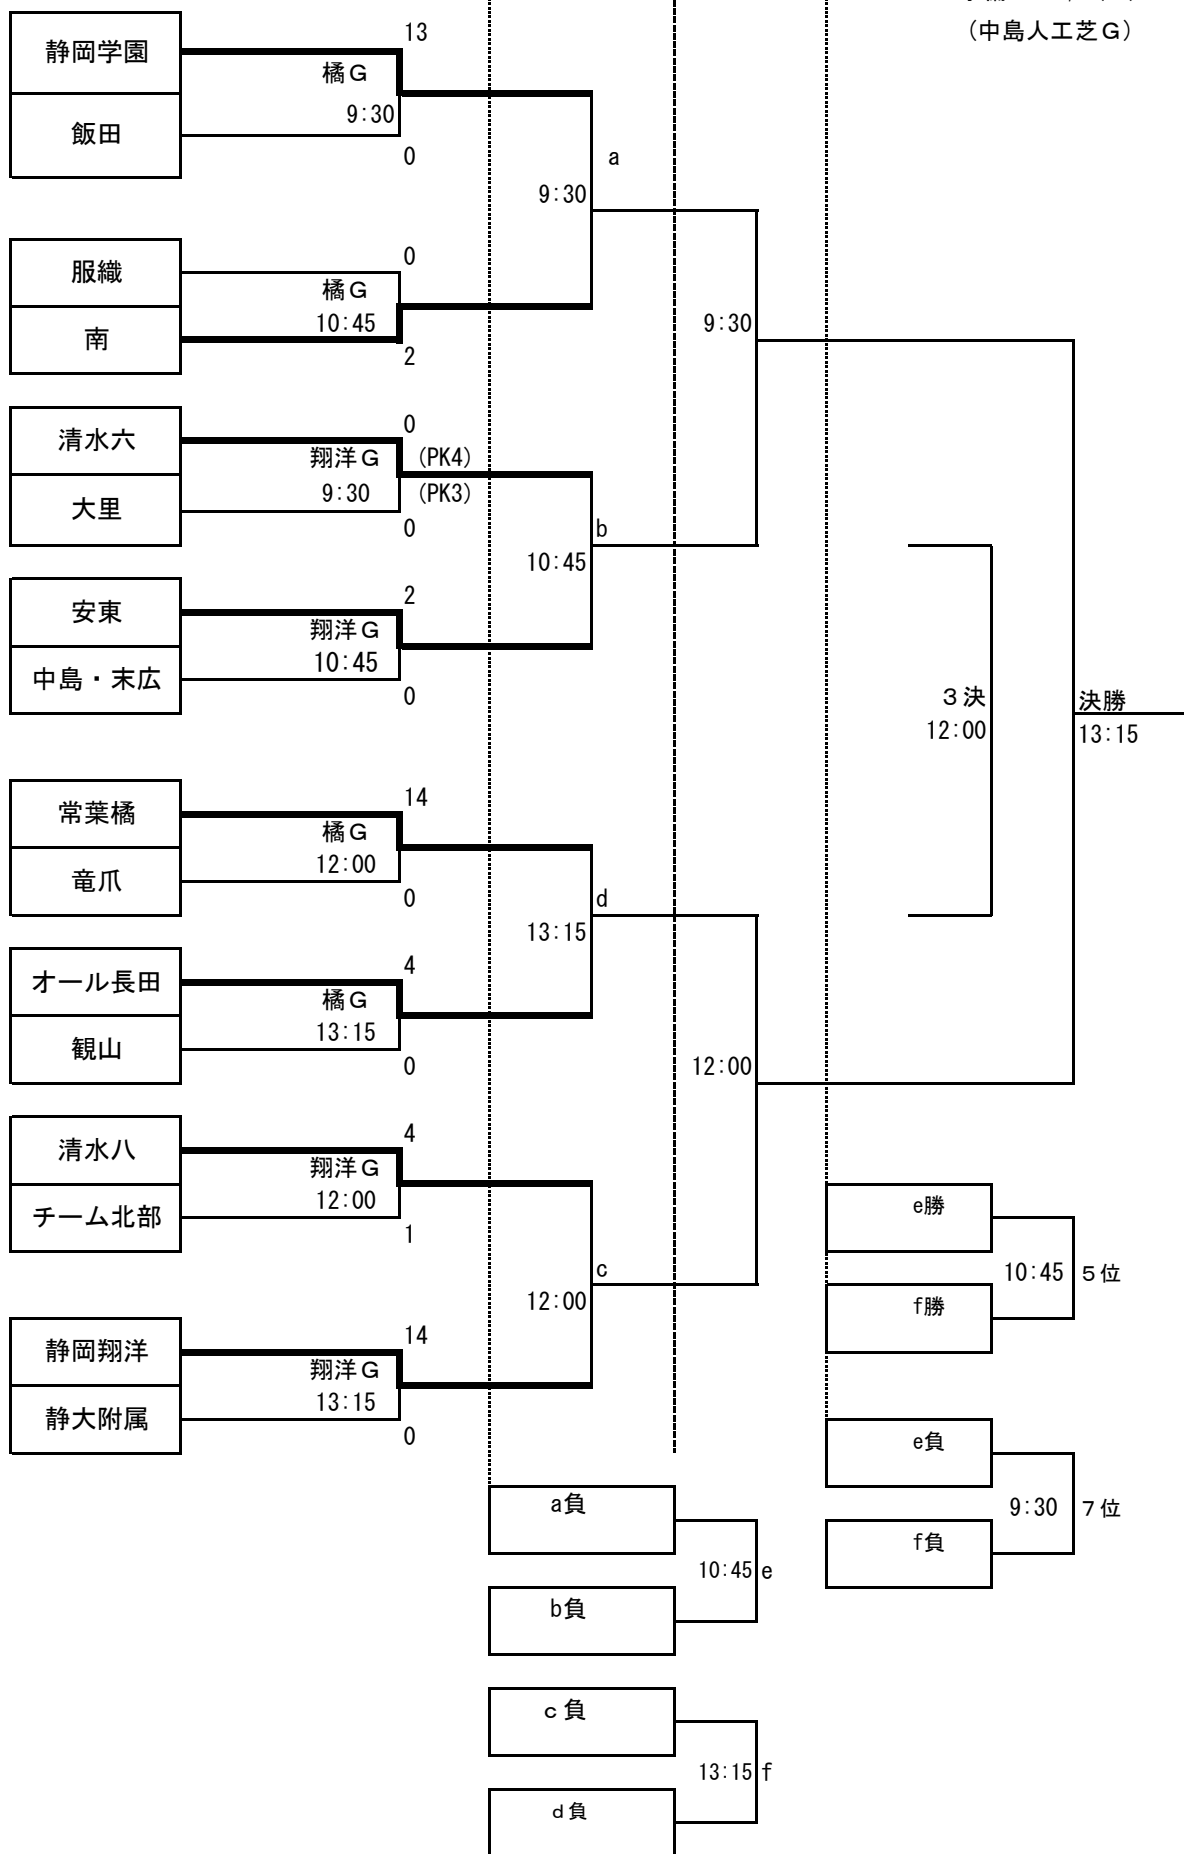 （中島人工芝Ｇ）
13
静岡学園
橘Ｇ
9:30
飯田
0
a
9:30
0
服織
橘Ｇ
10:45
南
2
9:30
0
清水六
翔洋Ｇ
(PK4)
9:30
(PK3)
大里
0
b
10:45
2
安東
翔洋Ｇ
10:45
中島・末広
0
３決
12:00
決勝
13:15
14
常葉橘
橘Ｇ
12:00
竜爪
0
d
13:15
4
オール長田
橘Ｇ
13:15
観山
0
12:00
4
清水八
翔洋Ｇ
12:00
チーム北部
1
c
12:00
14
静岡翔洋
翔洋Ｇ
13:15
静大附属
0
e勝
10:45
５位
f勝
e負
9:30
７位
f負
a負
10:45
e
b負
ｃ負
13:15
f
ｄ負